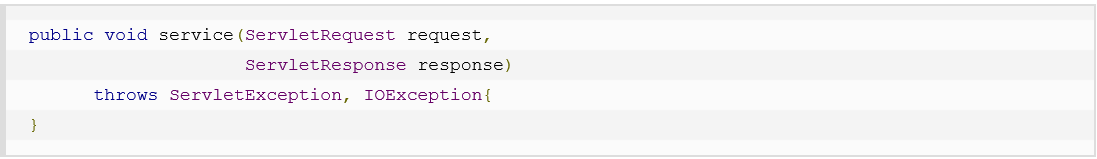 public void service(ServletRequest request,
                    ServletResponse response)
      throws ServletException, IOException{
}